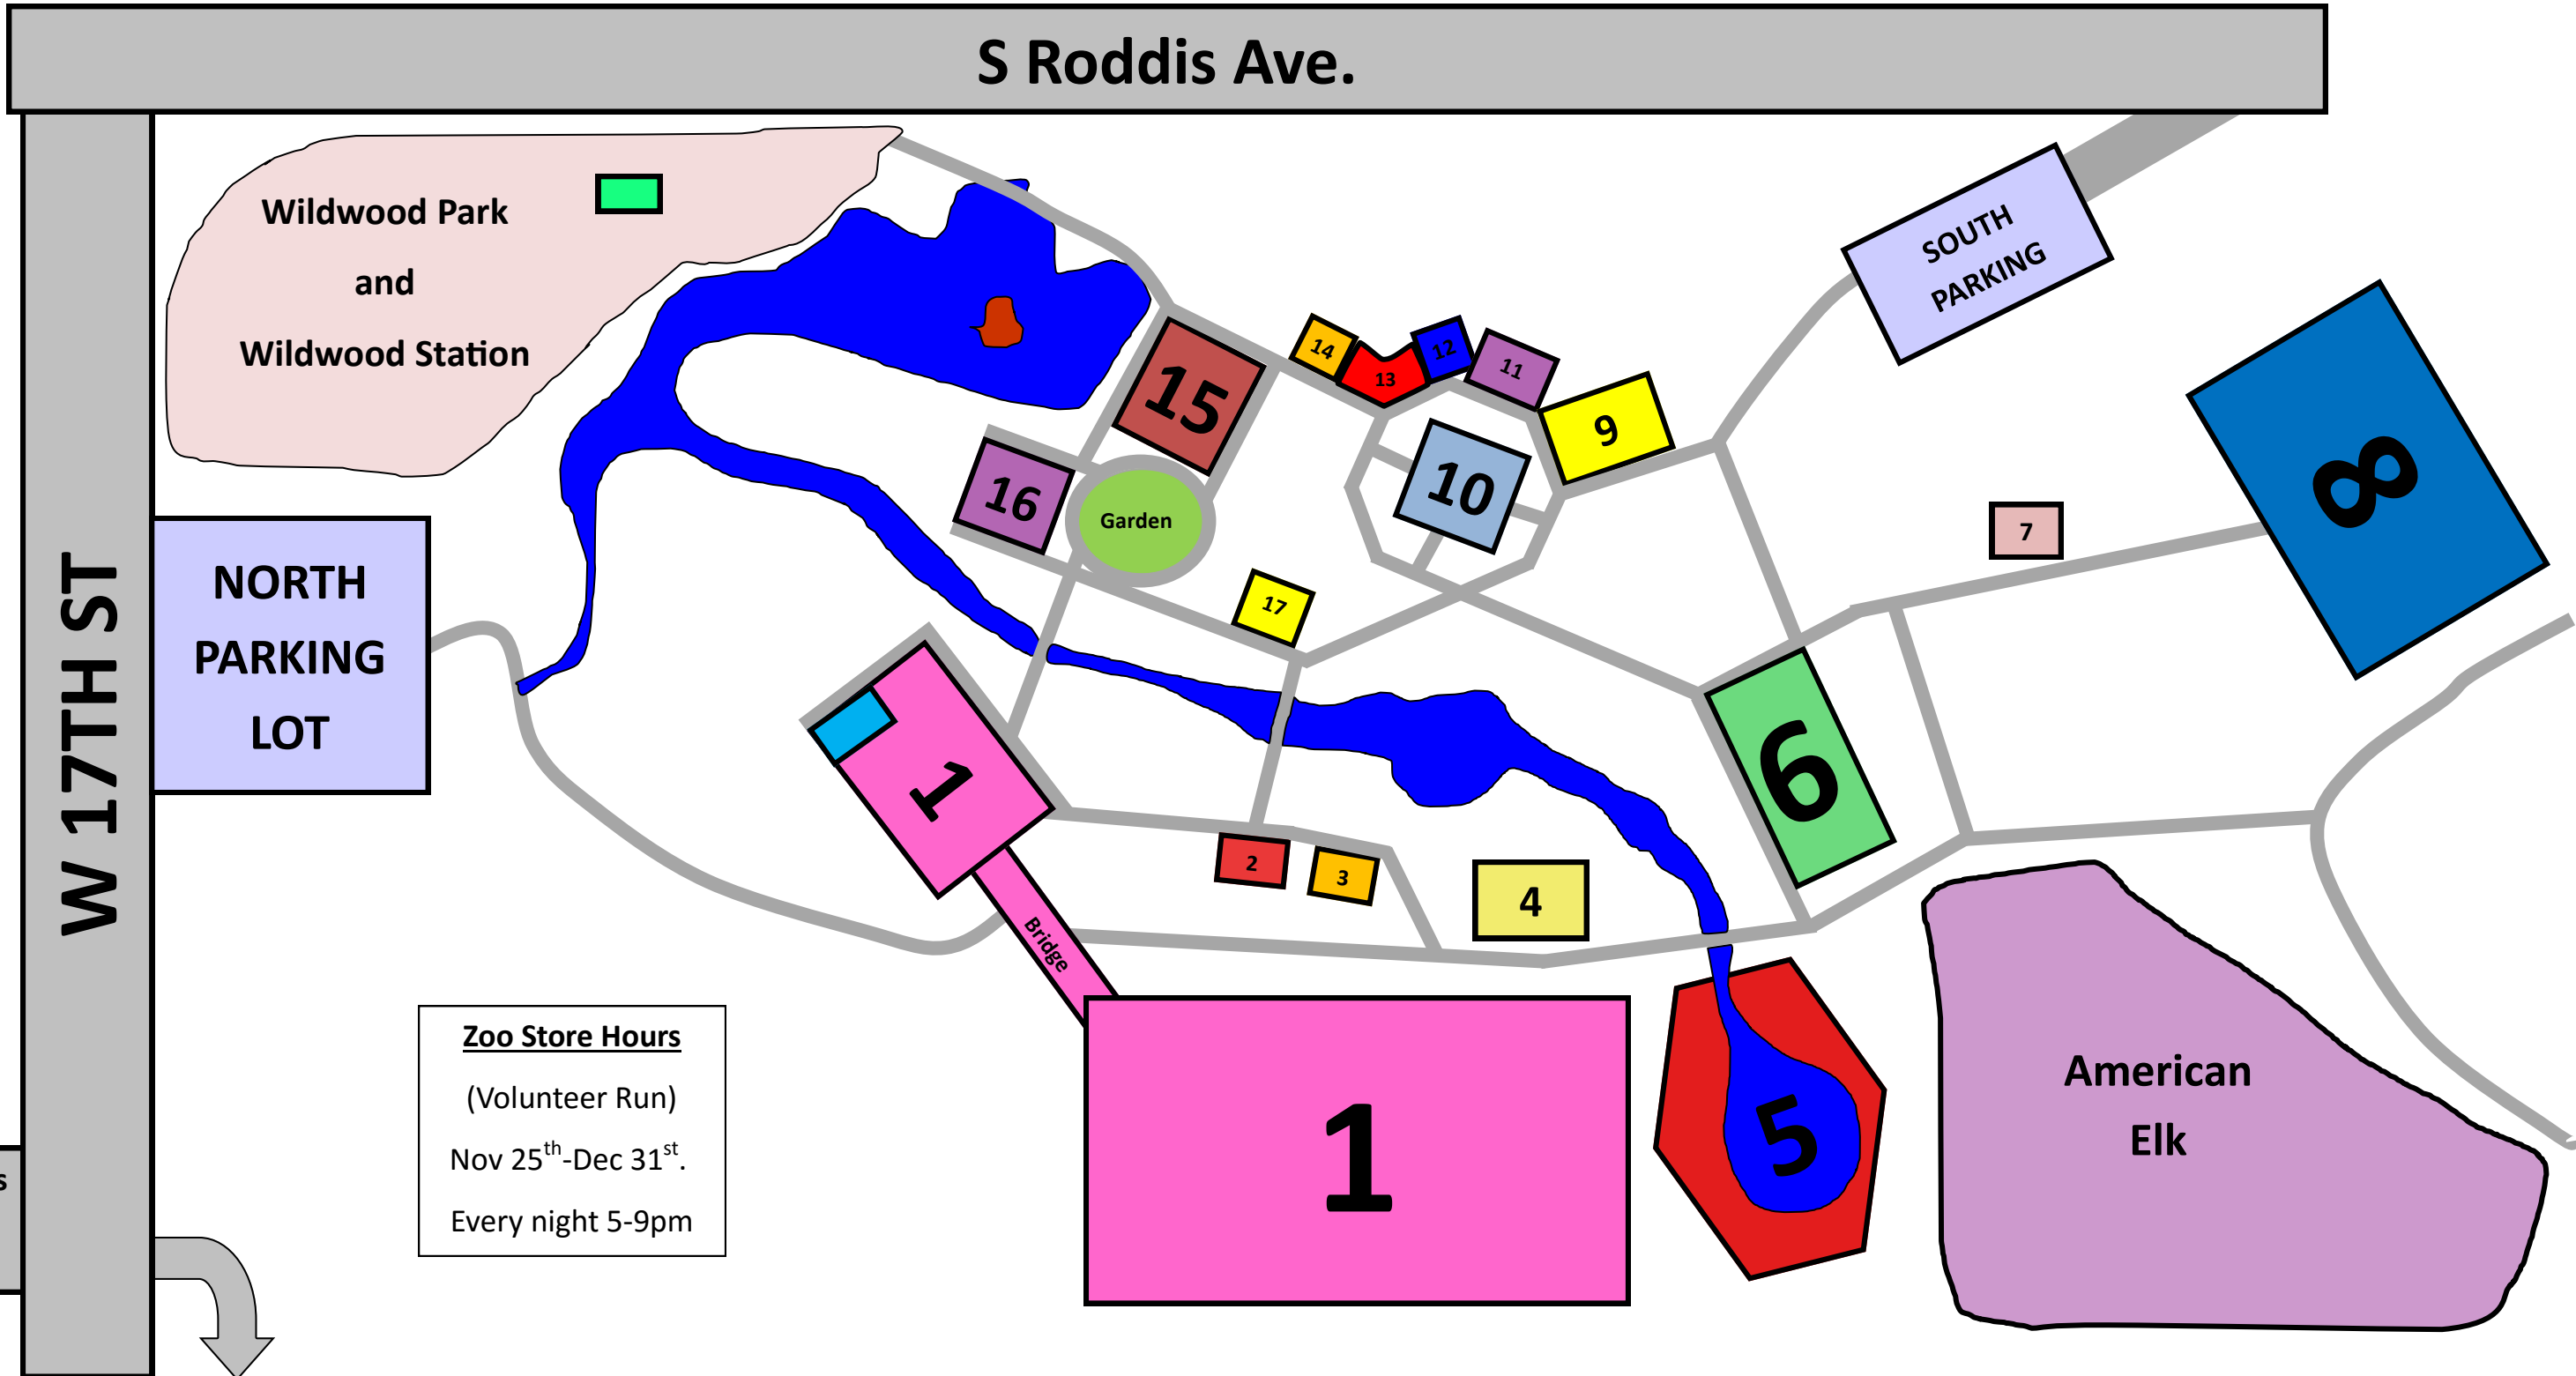 S Roddis Ave.
W 17TH ST
Wildwood Park
and
Wildwood Station
SOUTH
PARKING
NORTH
PARKING
LOT
14
13
12
11
15
9
16
10
8
Garden
7
17
6
1
2
3
4
Bridge
Zoo Store Hours
(Volunteer Run)
Nov 25th-Dec 31st.
Every night 5-9pm
1
5
American
Elk
s